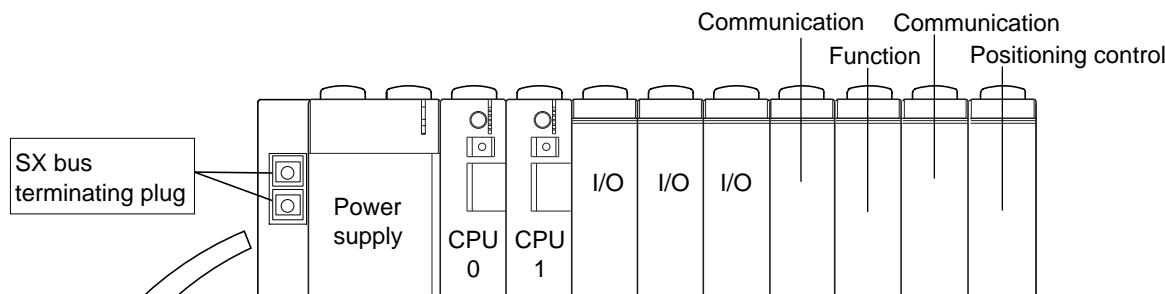 Communication Communication
Function Positioning control
SX bus
terminating plug
I/O I/O I/O
Power
supply
CPU
0
CPU
1